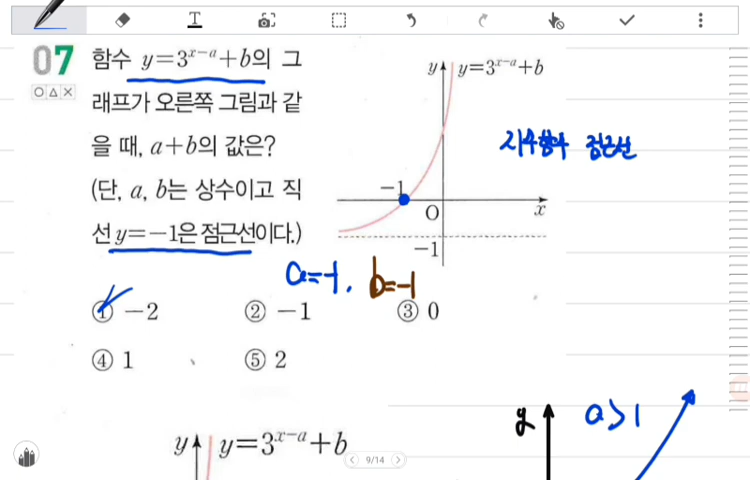 07 함수 y=3^{x-a}+b의 그
래프가 오른쪽 그림과 같
을 때, a+b의 값은?
(단, a, b는 상수이고 직
선 y=-1은 점근선이다.)
○△×
y y=3^{x-a}+b
지수함수 점근선
-1
O x
-1
a=-1, b=-1
① -2 ② -1 ③ 0
④ 1 ⑤ 2
y a>1
y y=3^{x-a}+b
9/14